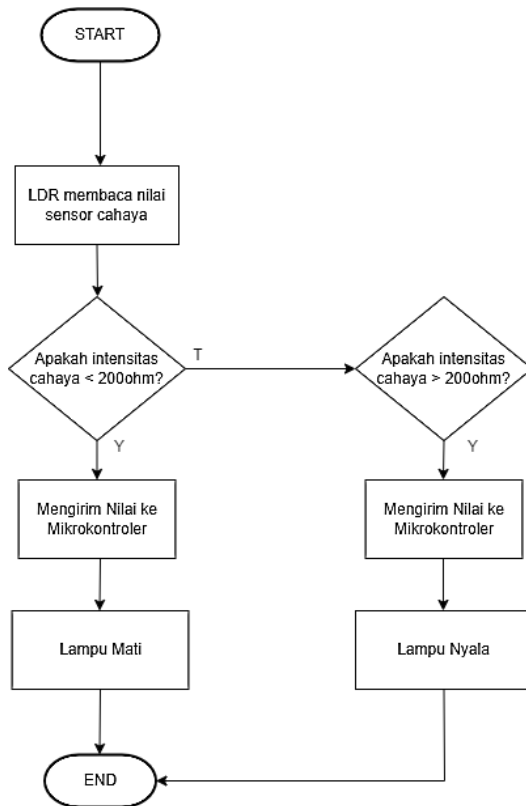 START
LDR membaca nilai
sensor cahaya
Apakah intensitas
cahaya < 200ohm?
T
Apakah intensitas
cahaya > 200ohm?
Y
Y
Mengirim Nilai ke
Mikrokontroler
Mengirim Nilai ke
Mikrokontroler
Lampu Mati
Lampu Nyala
END